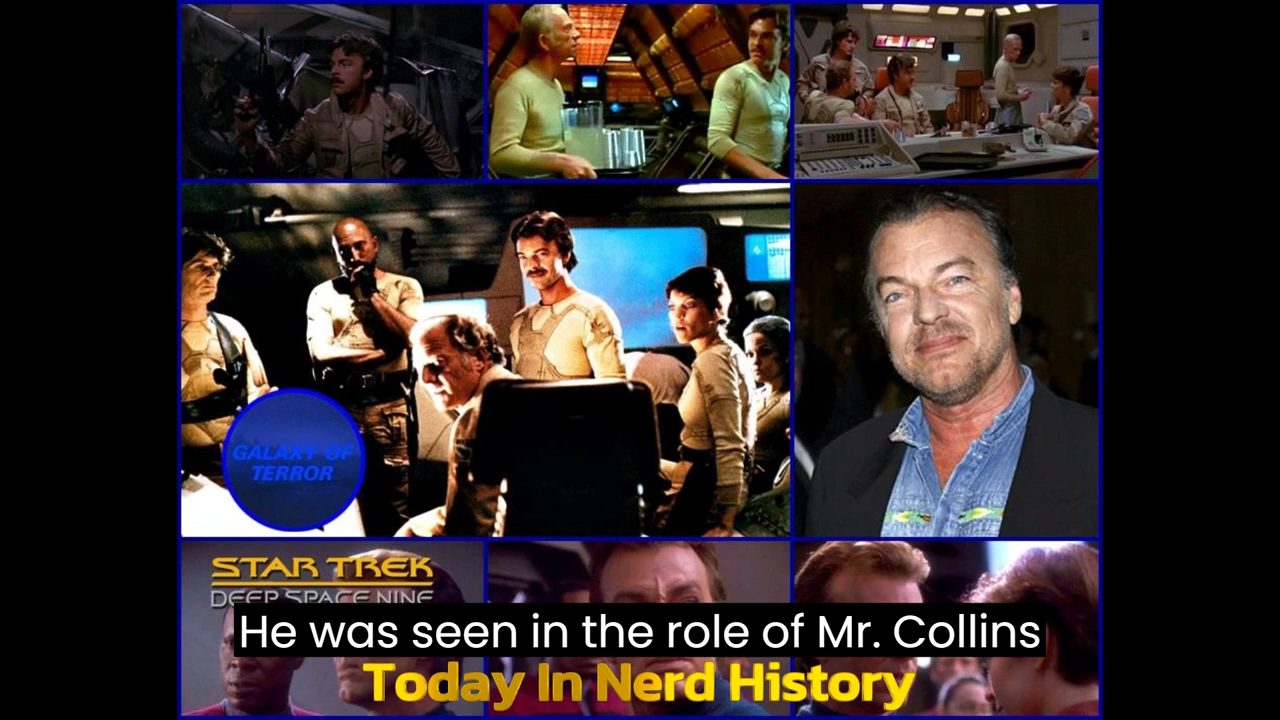 GALAXY OF
TERROR
STAR TREK
DEEP SPACE NINE
He was seen in the role of Mr. Collins
Today In Nerd History